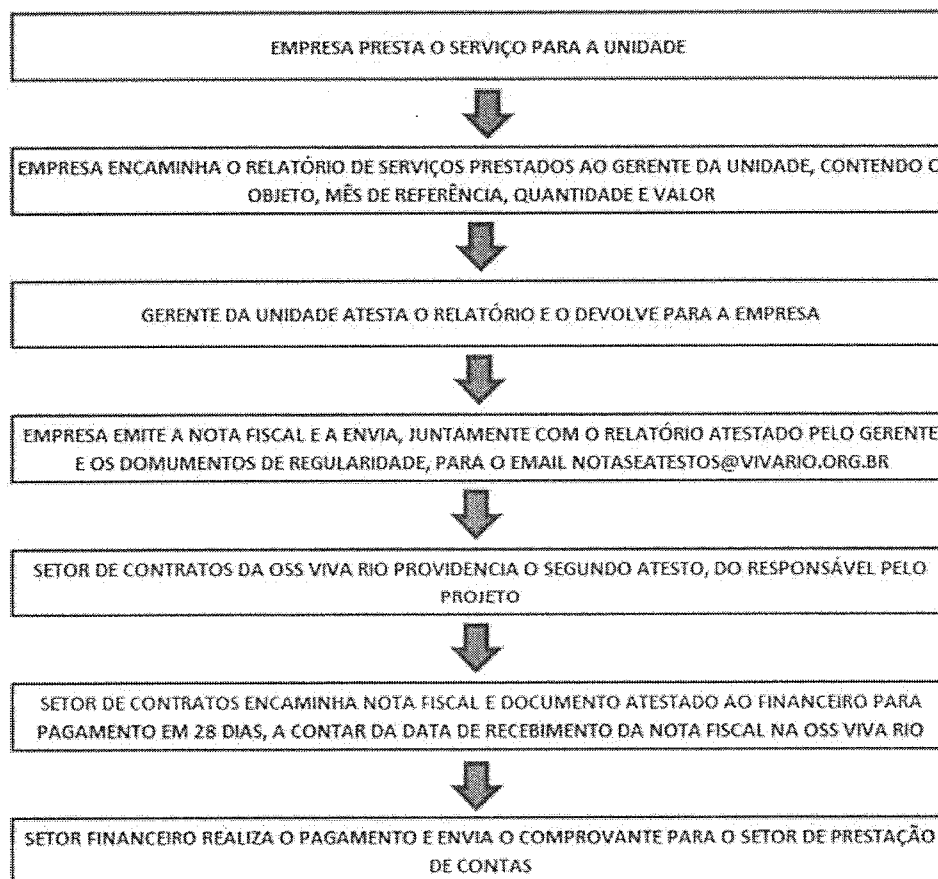 EMPRESA PRESTA O SERVIÇO PARA A UNIDADE
EMPRESA ENCAMINHA O RELATÓRIO DE SERVIÇOS PRESTADOS AO GERENTE DA UNIDADE, CONTENDO O
OBJETO, MÊS DE REFERÊNCIA, QUANTIDADE E VALOR
GERENTE DA UNIDADE ATESTA O RELATÓRIO E O DEVOLVE PARA A EMPRESA
EMPRESA EMITE A NOTA FISCAL E A ENVIA, JUNTAMENTE COM O RELATÓRIO ATESTADO PELO GERENTE
E OS DOMUMENTOS DE REGULARIDADE, PARA O EMAIL NOTASEATESTOS@VIVARIO.ORG.BR
SETOR DE CONTRATOS DA OSS VIVA RIO PROVIDENCIA O SEGUNDO ATESTO, DO RESPONSÁVEL PELO
PROJETO
SETOR DE CONTRATOS ENCAMINHA NOTA FISCAL E DOCUMENTO ATESTADO AO FINANCEIRO PARA
PAGAMENTO EM 28 DIAS, A CONTAR DA DATA DE RECEBIMENTO DA NOTA FISCAL NA OSS VIVA RIO
SETOR FINANCEIRO REALIZA O PAGAMENTO E ENVIA O COMPROVANTE PARA O SETOR DE PRESTAÇÃO
DE CONTAS